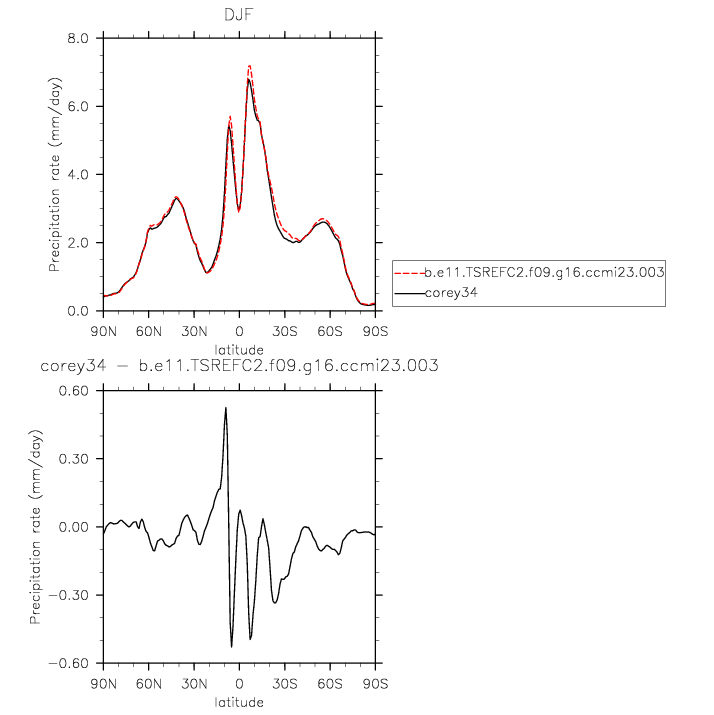 DJF
8.0
6.0
4.0
2.0
0.0
Precipitation rate (mm/day)
90N 60N 30N 0 30S 60S 90S
latitude
b.e11.TSREFC2.f09.g16.ccmi23.003
corey34
corey34 − b.e11.TSREFC2.f09.g16.ccmi23.003
0.60
0.30
0.00
−0.30
−0.60
Precipitation rate (mm/day)
90N 60N 30N 0 30S 60S 90S
latitude